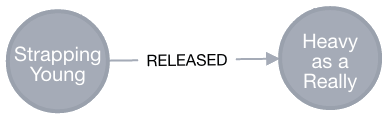 Strapping
Young
RELEASED
Heavy
as a
Really